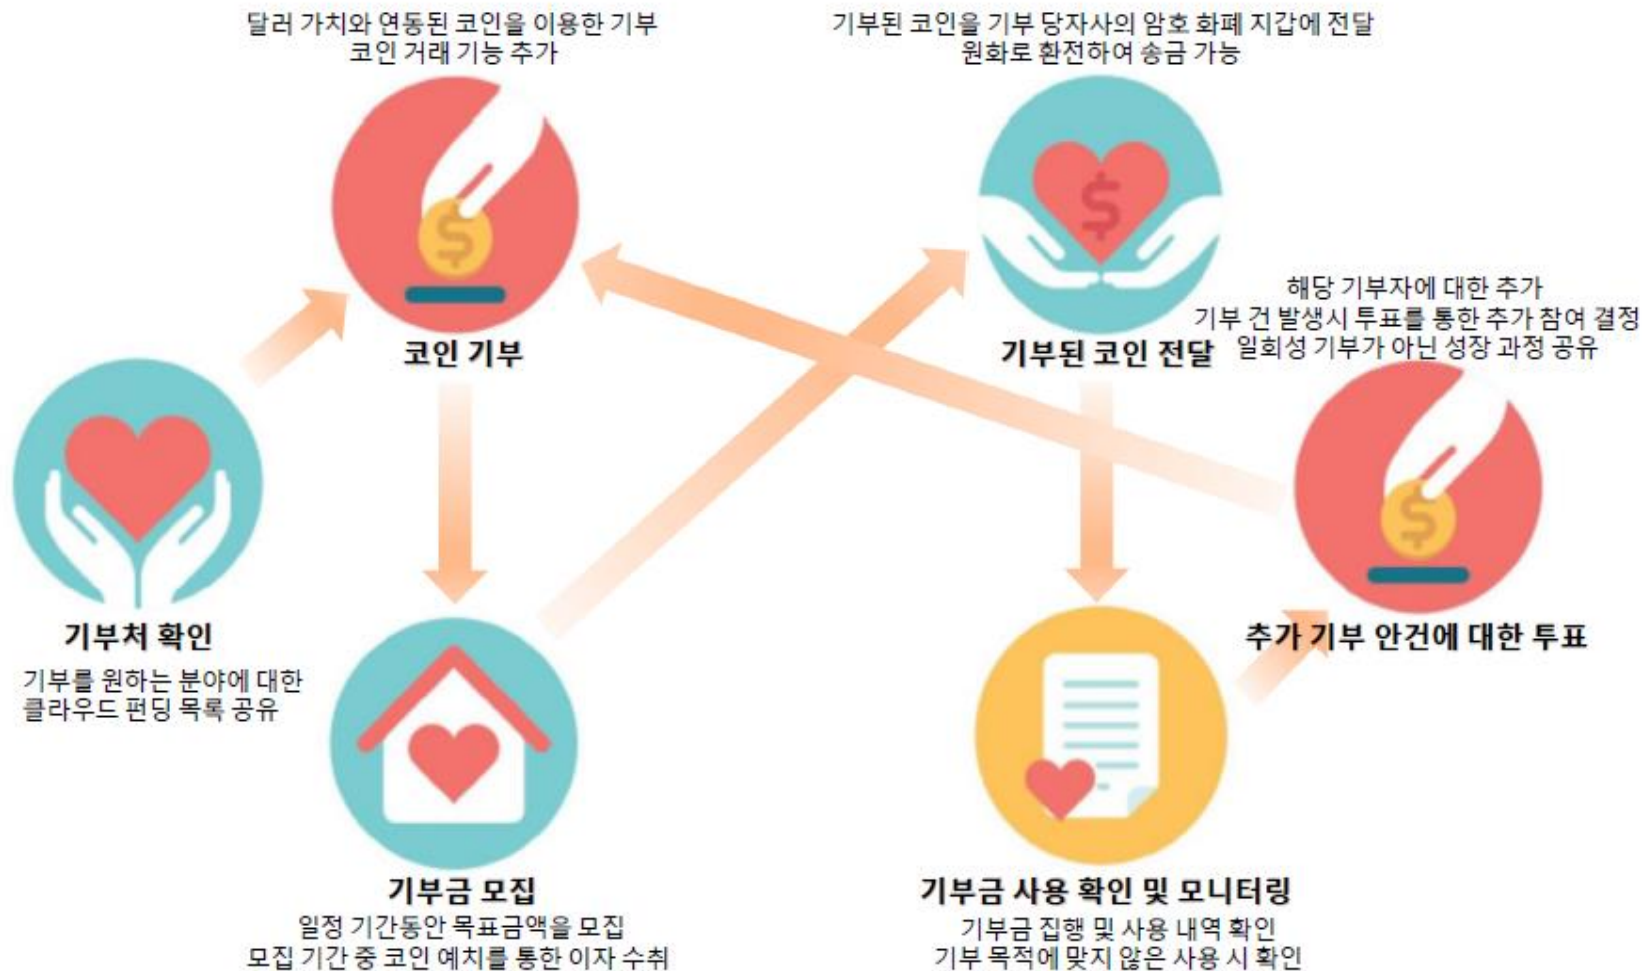 달러 가치와 연동된 코인을 이용한 기부
코인 거래 기능 추가
코인 기부
기부처 확인
기부를 원하는 분야에 대한
클라우드 펀딩 목록 공유
기부금 모집
일정 기간동안 목표금액을 모집
모집 기간 중 코인 예치를 통한 이자 수취
기부된 코인을 기부 당자사의 암호 화폐 지갑에 전달
원화로 환전하여 송금 가능
기부된 코인 전달
기부금 사용 확인 및 모니터링
기부금 집행 및 사용 내역 확인
기부 목적에 맞지 않은 사용 시 확인
해당 기부자에 대한 추가
기부 건 발생시 투표를 통한 추가 참여 결정
일회성 기부가 아닌 성장 과정 공유
추가 기부 안건에 대한 투표